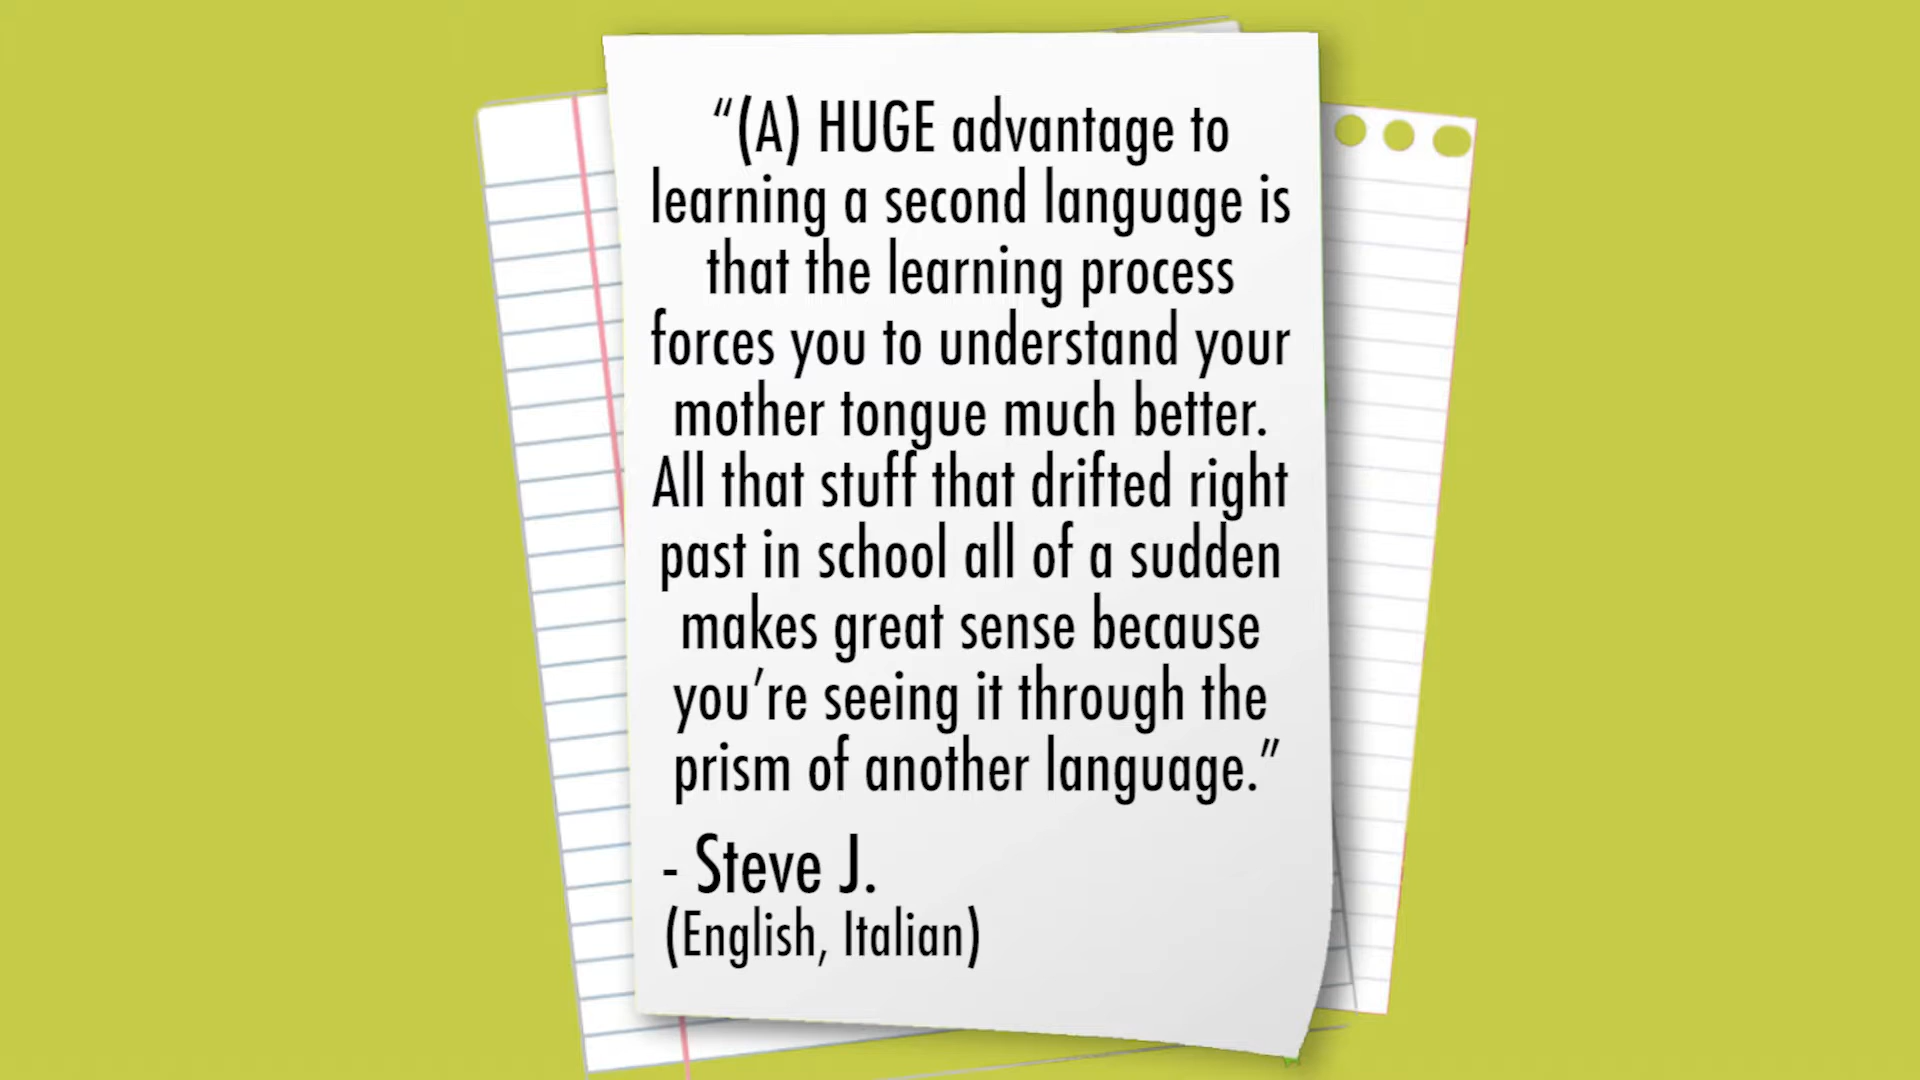 “(A) HUGE advantage to
learning a second language is
that the learning process
forces you to understand your
mother tongue much better.
All that stuff that drifted right
past in school all of a sudden
makes great sense because
you’re seeing it through the
prism of another language.”
- Steve J.
(English, Italian)